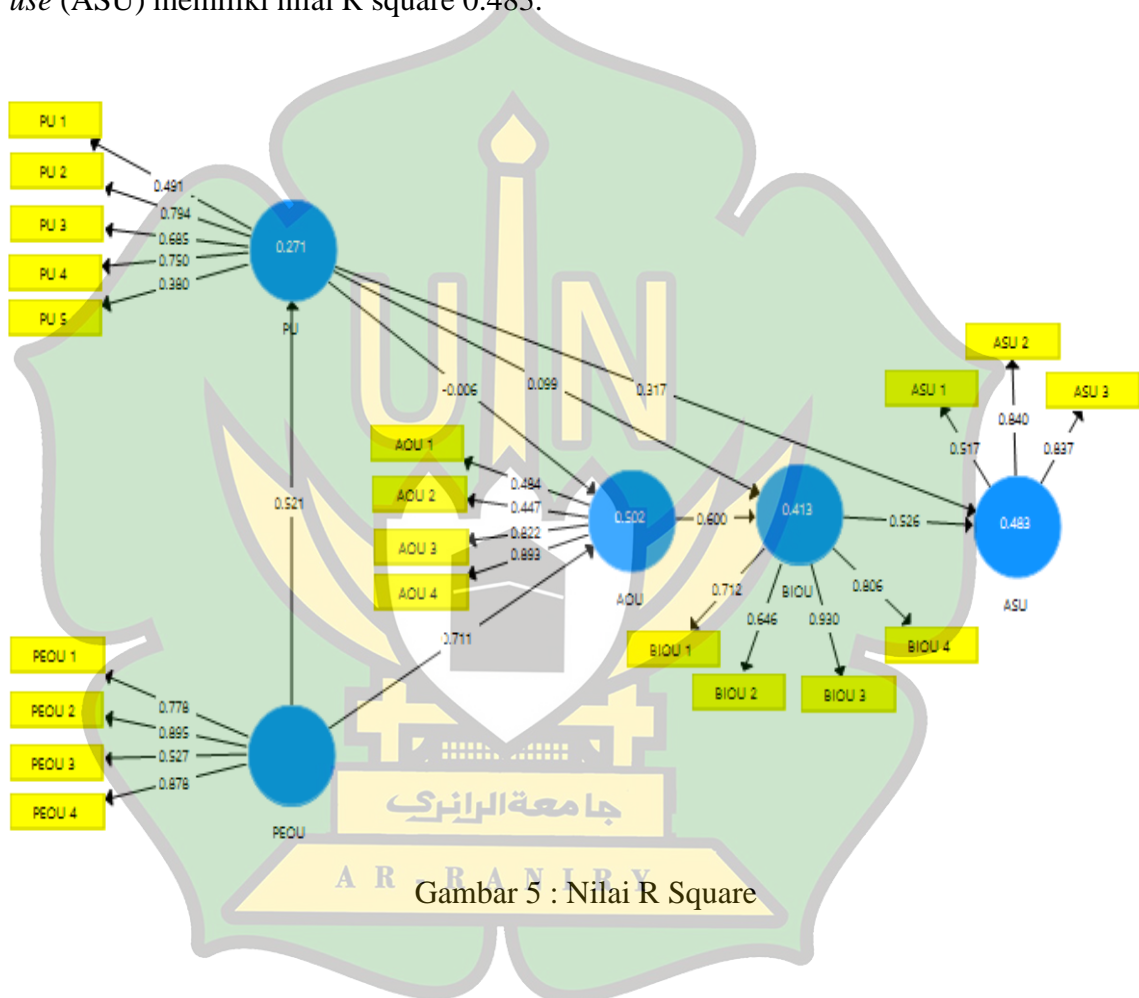 use (ASU) memiliki nilai R square 0.483.
PU 1
PU 2
PU 3
PU 4
PU 5
0.491
0.794
0.685
0.750
0.380
0.271
PU
-0.006
0.099
0.317
0.521
AOU 1
AOU 2
AOU 3
AOU 4
0.484
0.447
0.822
0.893
0.502
AOU
0.600
0.413
BIOU
0.526
ASU 1
ASU 2
ASU 3
0.517
0.840
0.837
0.483
ASU
0.712
0.646
0.930
0.806
BIOU 1
BIOU 2
BIOU 3
BIOU 4
0.711
PEOU 1
PEOU 2
PEOU 3
PEOU 4
0.778
0.895
0.527
0.878
PEOU
UIN
جامعة الرانري
AR-RANIRY
Gambar 5 : Nilai R Square